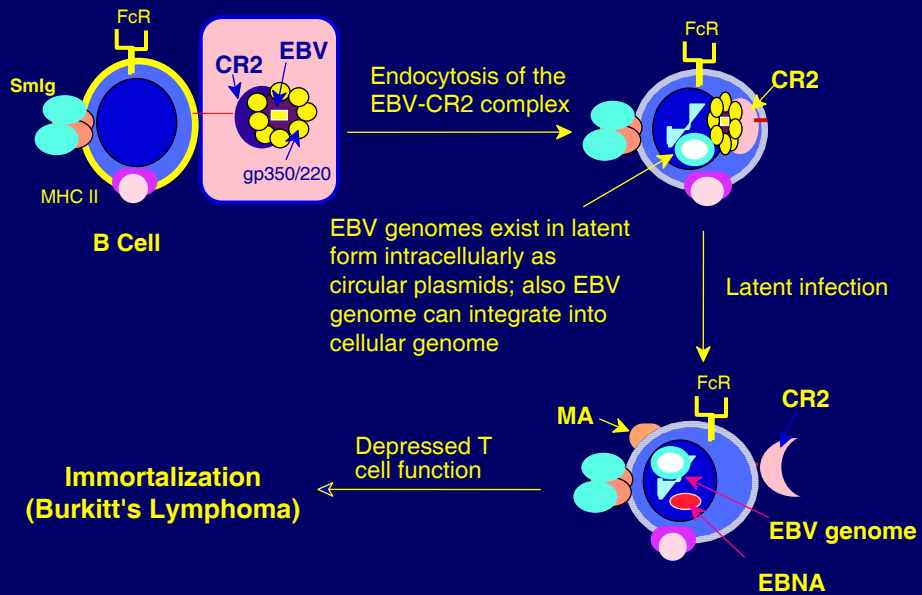 FcR
SmIg
MHC II
B Cell
CR2
EBV
gp350/220
Endocytosis of the
EBV-CR2 complex
FcR
CR2
EBV genomes exist in latent
form intracellularly as
circular plasmids; also EBV
genome can integrate into
cellular genome
Latent infection
FcR
MA
CR2
EBV genome
EBNA
Depressed T
cell function
Immortalization
(Burkitt's Lymphoma)